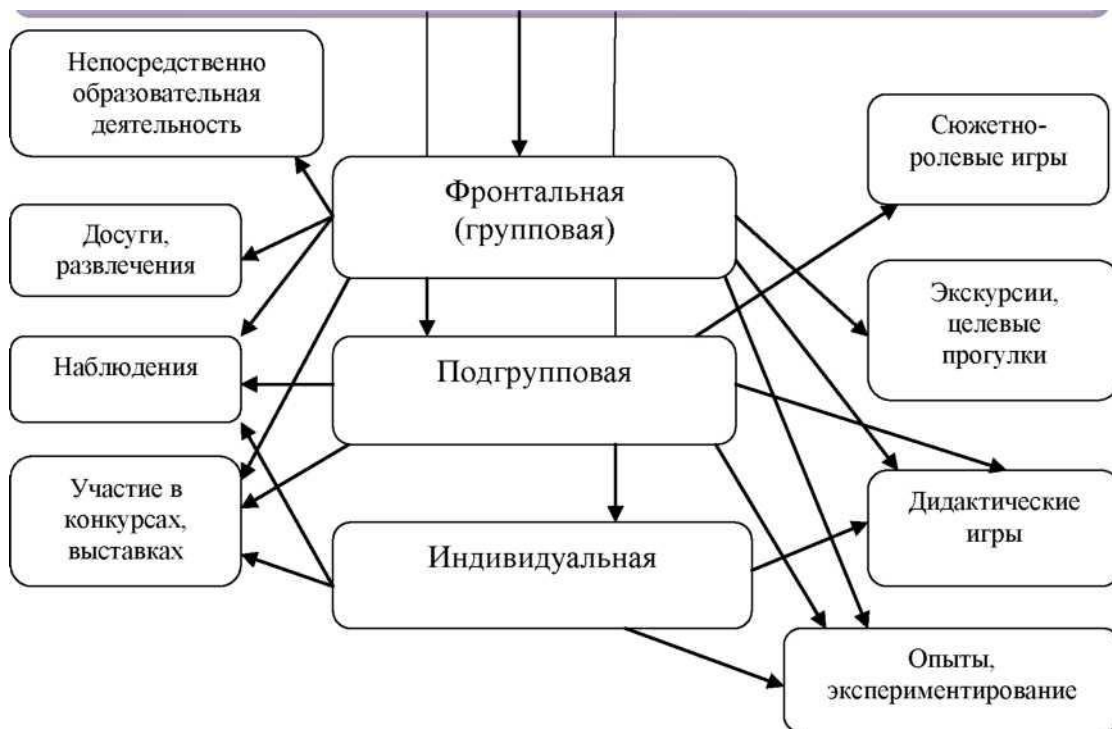 Непосредственно
образовательная
деятельность
Досуги,
развлечения
Наблюдения
Участие в
конкурсах,
выставках
Фронтальная
(групповая)
Подгрупповая
Индивидуальная
Сюжетно-
ролевые игры
Экскурсии,
целевые
прогулки
Дидактические
игры
Опыты,
экспериментирование